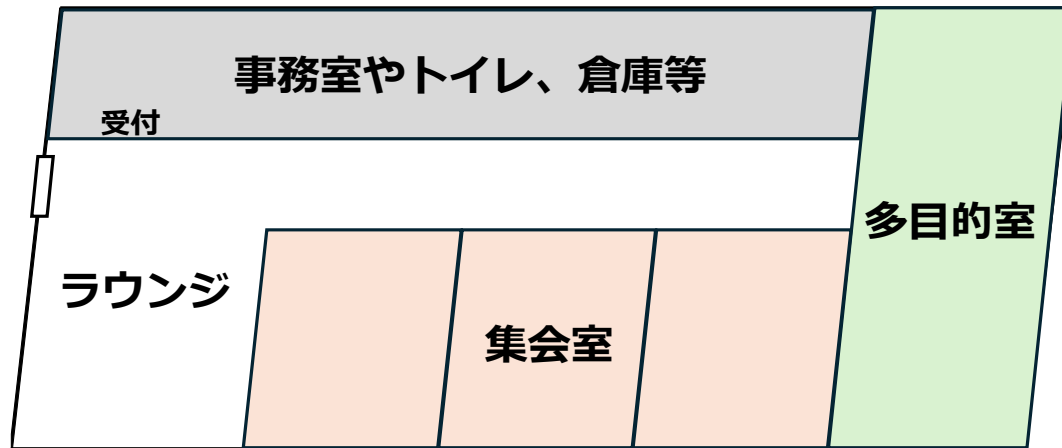 事務室やトイレ、倉庫等
受付
多目的室
ラウンジ
集会室